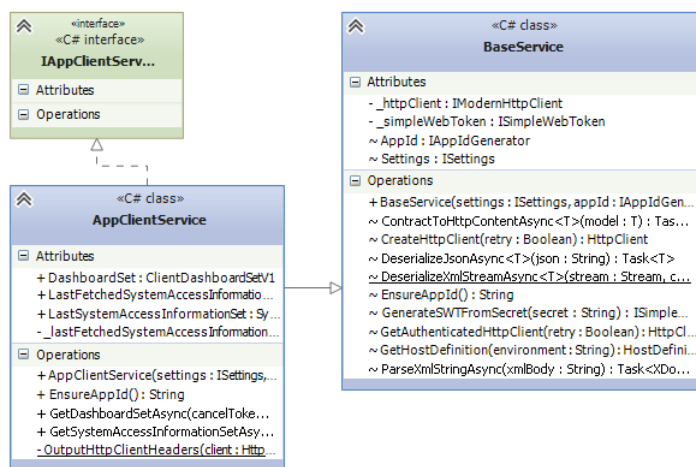 «interface»
«C# interface»
IAppClientServ...
Attributes
Operations
«C# class»
AppClientService
Attributes
+ DashboardSet : ClientDashboardSetV1
+ LastFetchedSystemAccessInformatio...
+ LastSystemAccessInformationSet : Sy...
- _lastFetchedSystemAccessInformation...
Operations
+ AppClientService(settings : ISettings,...
+ EnsureAppId() : String
+ GetDashboardSetAsync(cancelToke...
+ GetSystemAccessInformationSetAsy...
- OutputHttpClientHeaders(client : Http...
«C# class»
BaseService
Attributes
- _httpClient : IModernHttpClient
- _simpleWebToken : ISimpleWebToken
~ AppId : IAppIdGenerator
~ Settings : ISettings
Operations
+ BaseService(settings : ISettings, appId : IAppIdGen...
~ ContractToHttpContentAsync<T>(model : T) : Tas...
~ CreateHttpClient(retry : Boolean) : HttpClient
~ DeserializeJsonAsync<T>(json : String) : Task<T>
~ DeserializeXmlStreamAsync<T>(stream : Stream, c...
~ EnsureAppId() : String
~ GenerateSWTFromSecret(secret : String) : ISimple...
~ GetAuthenticatedHttpClient(retry : Boolean) : HttpCl...
~ GetHostDefinition(environment : String) : HostDefini...
~ ParseXmlStringAsync(xmlBody : String) : Task<XDo...